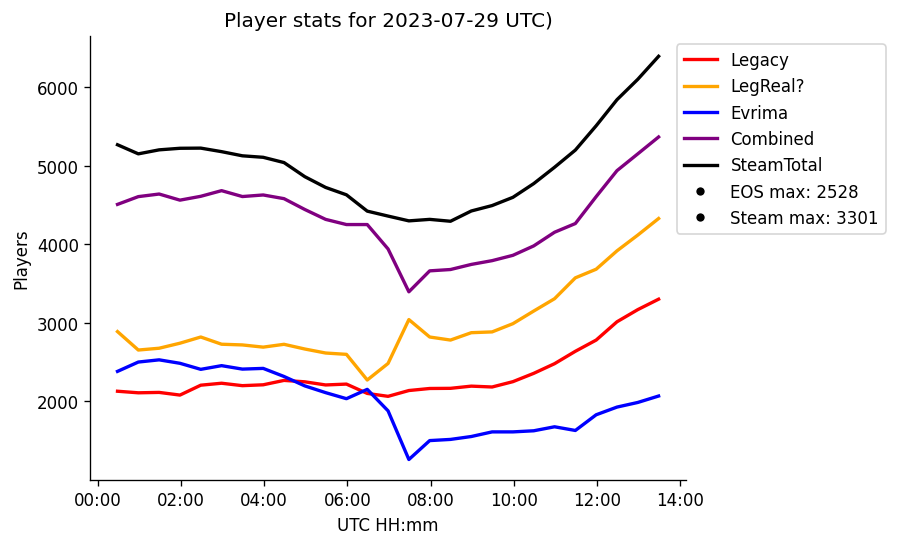 Player stats for 2023-07-29 UTC)
Players
6000
5000
4000
3000
2000
00:00 02:00 04:00 06:00 08:00 10:00 12:00 14:00
UTC HH:mm
Legacy
LegReal?
Evrima
Combined
SteamTotal
EOS max: 2528
Steam max: 3301